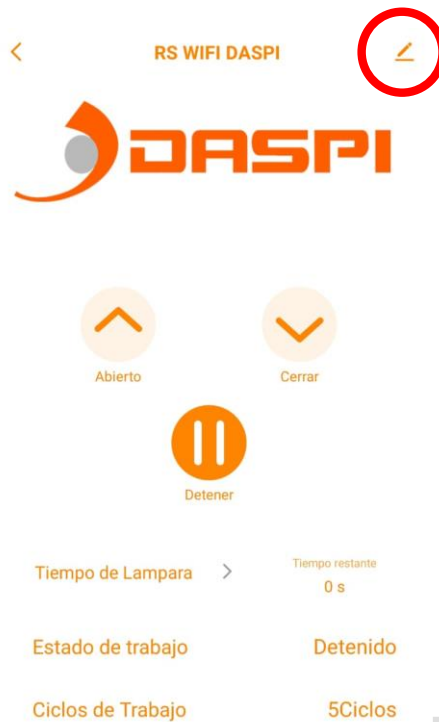 RS WIFI DASPI
DASPI
Abierto
Cerrar
Detener
Tiempo de Lampara
Tiempo restante
0 s
Estado de trabajo
Detenido
Ciclos de Trabajo
5Ciclos